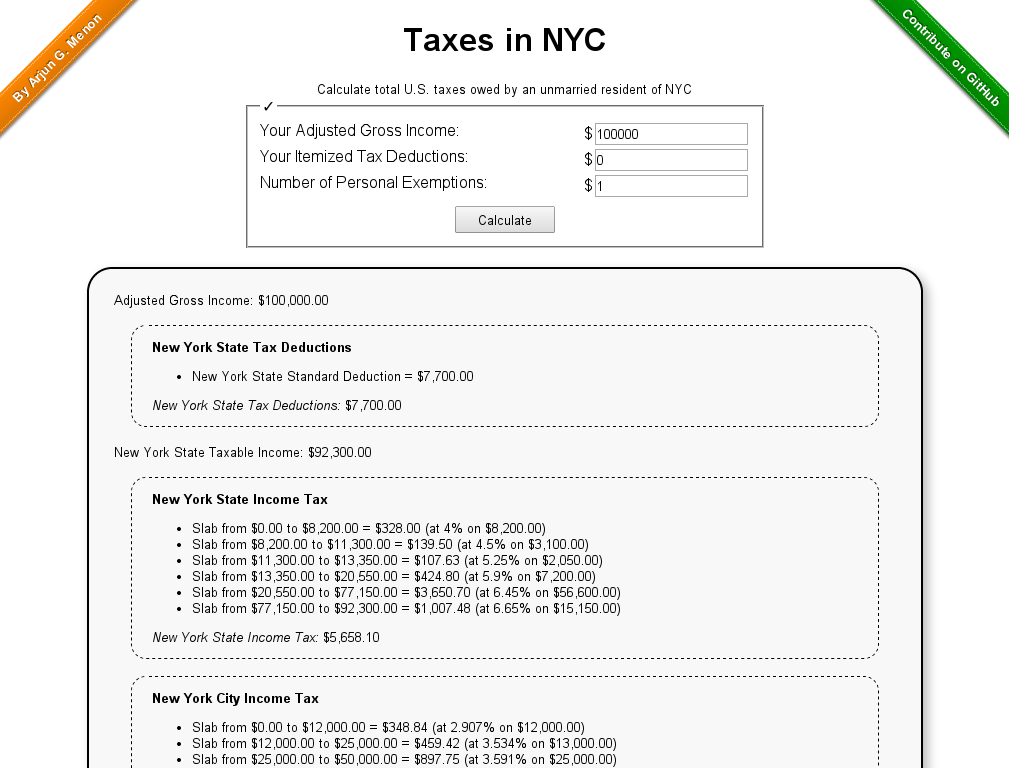 By Arjun G. Menon
Contribute on GitHub
Taxes in NYC
Calculate total U.S. taxes owed by an unmarried resident of NYC
✓
Your Adjusted Gross Income: $ 100000
Your Itemized Tax Deductions: $ 0
Number of Personal Exemptions: $ 1
Calculate
Adjusted Gross Income: $100,000.00
New York State Tax Deductions
• New York State Standard Deduction = $7,700.00
New York State Tax Deductions: $7,700.00
New York State Taxable Income: $92,300.00
New York State Income Tax
• Slab from $0.00 to $8,200.00 = $328.00 (at 4% on $8,200.00)
• Slab from $8,200.00 to $11,300.00 = $139.50 (at 4.5% on $3,100.00)
• Slab from $11,300.00 to $13,350.00 = $107.63 (at 5.25% on $2,050.00)
• Slab from $13,350.00 to $20,550.00 = $424.80 (at 5.9% on $7,200.00)
• Slab from $20,550.00 to $77,150.00 = $3,650.70 (at 6.45% on $56,600.00)
• Slab from $77,150.00 to $92,300.00 = $1,007.48 (at 6.65% on $15,150.00)
New York State Income Tax: $5,658.10
New York City Income Tax
• Slab from $0.00 to $12,000.00 = $348.84 (at 2.907% on $12,000.00)
• Slab from $12,000.00 to $25,000.00 = $459.42 (at 3.534% on $13,000.00)
• Slab from $25,000.00 to $50,000.00 = $897.75 (at 3.591% on $25,000.00)